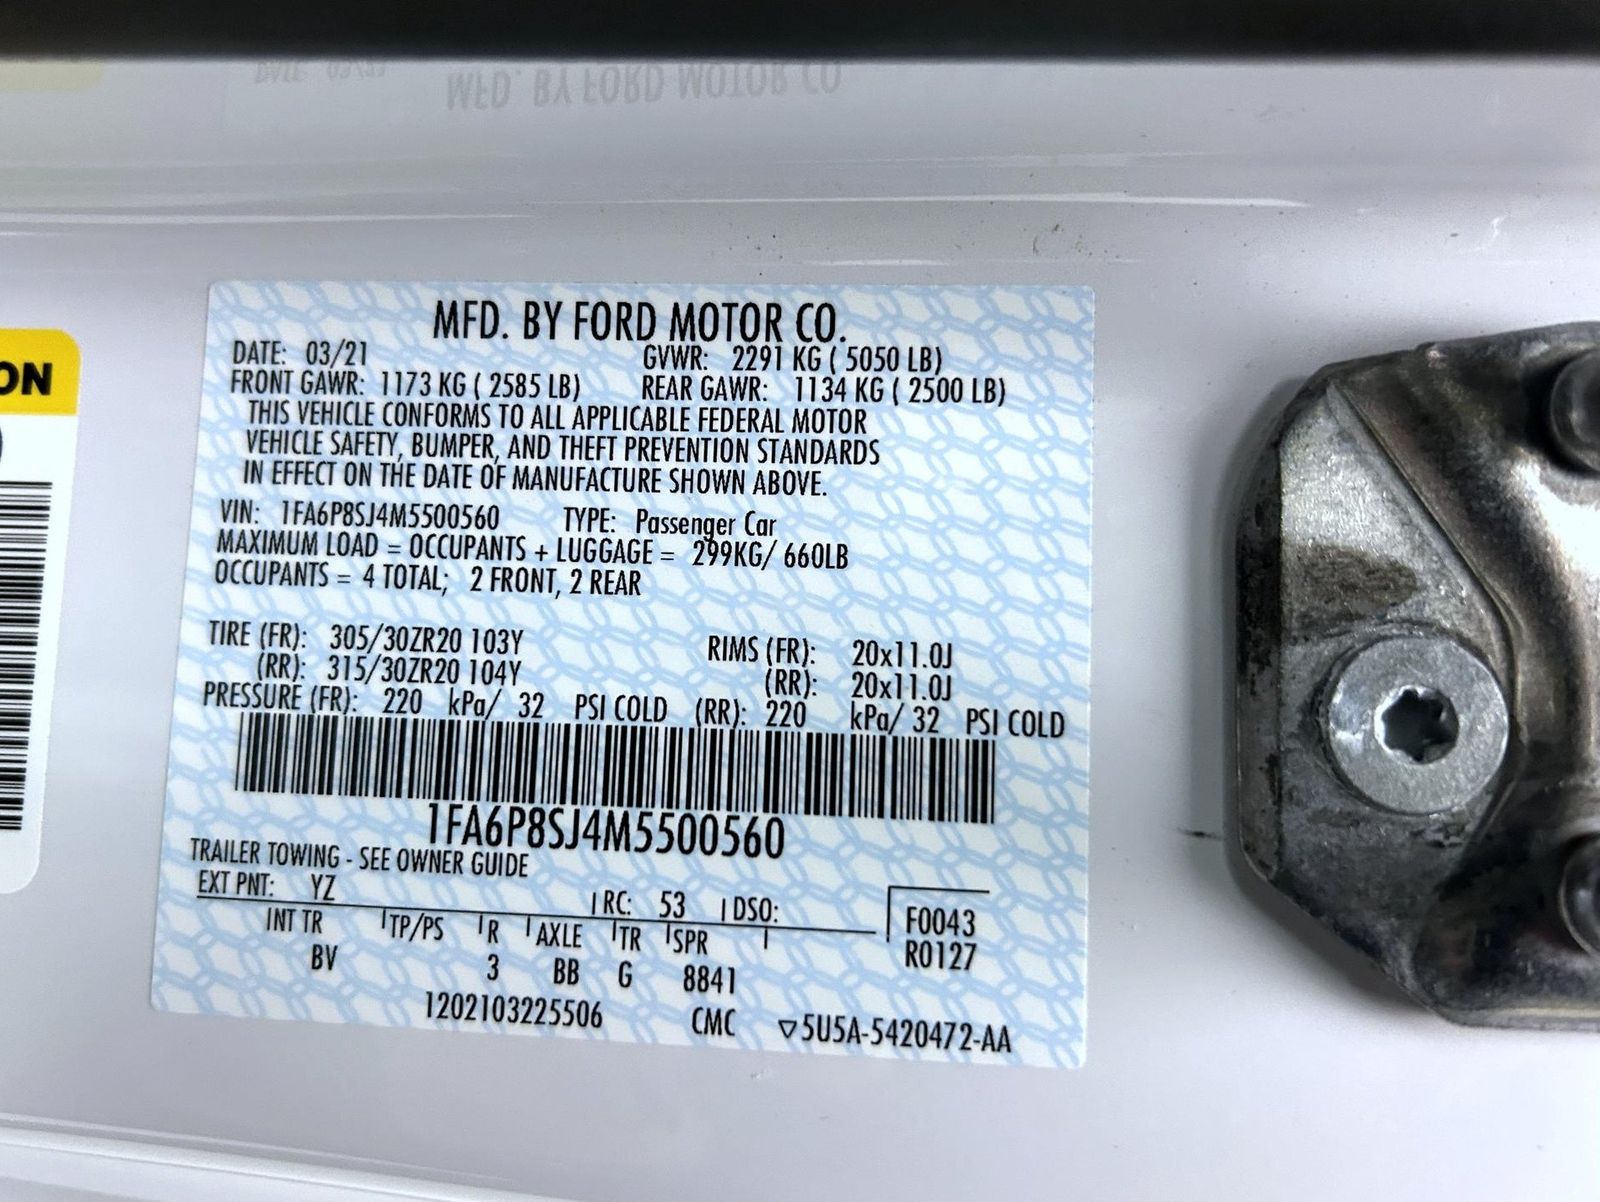 MFD. BY FORD MOTOR CO
DATE 03/21
ON
MFD. BY FORD MOTOR CO.
DATE: 03/21 GVWR: 2291 KG ( 5050 LB)
FRONT GAWR: 1173 KG ( 2585 LB) REAR GAWR: 1134 KG ( 2500 LB)
THIS VEHICLE CONFORMS TO ALL APPLICABLE FEDERAL MOTOR
VEHICLE SAFETY, BUMPER, AND THEFT PREVENTION STANDARDS
IN EFFECT ON THE DATE OF MANUFACTURE SHOWN ABOVE.
VIN: 1FA6P8SJ4M5500560 TYPE: Passenger Car
MAXIMUM LOAD = OCCUPANTS + LUGGAGE = 299KG/ 660LB
OCCUPANTS = 4 TOTAL; 2 FRONT, 2 REAR
TIRE (FR): 305/30ZR20 103Y RIMS (FR): 20x11.0J
(RR): 315/30ZR20 104Y (RR): 20x11.0J
PRESSURE (FR): 220 kPa/ 32 PSI COLD (RR): 220 kPa/ 32 PSI COLD
1FA6P8SJ4M5500560
TRAILER TOWING - SEE OWNER GUIDE
EXT PNT: YZ RC: 53 DSO: F0043
INT TR TP/PS R AXLE TR SPR R0127
BV 3 BB G 8841
1202103225506 CMC ▽5U5A-5420472-AA